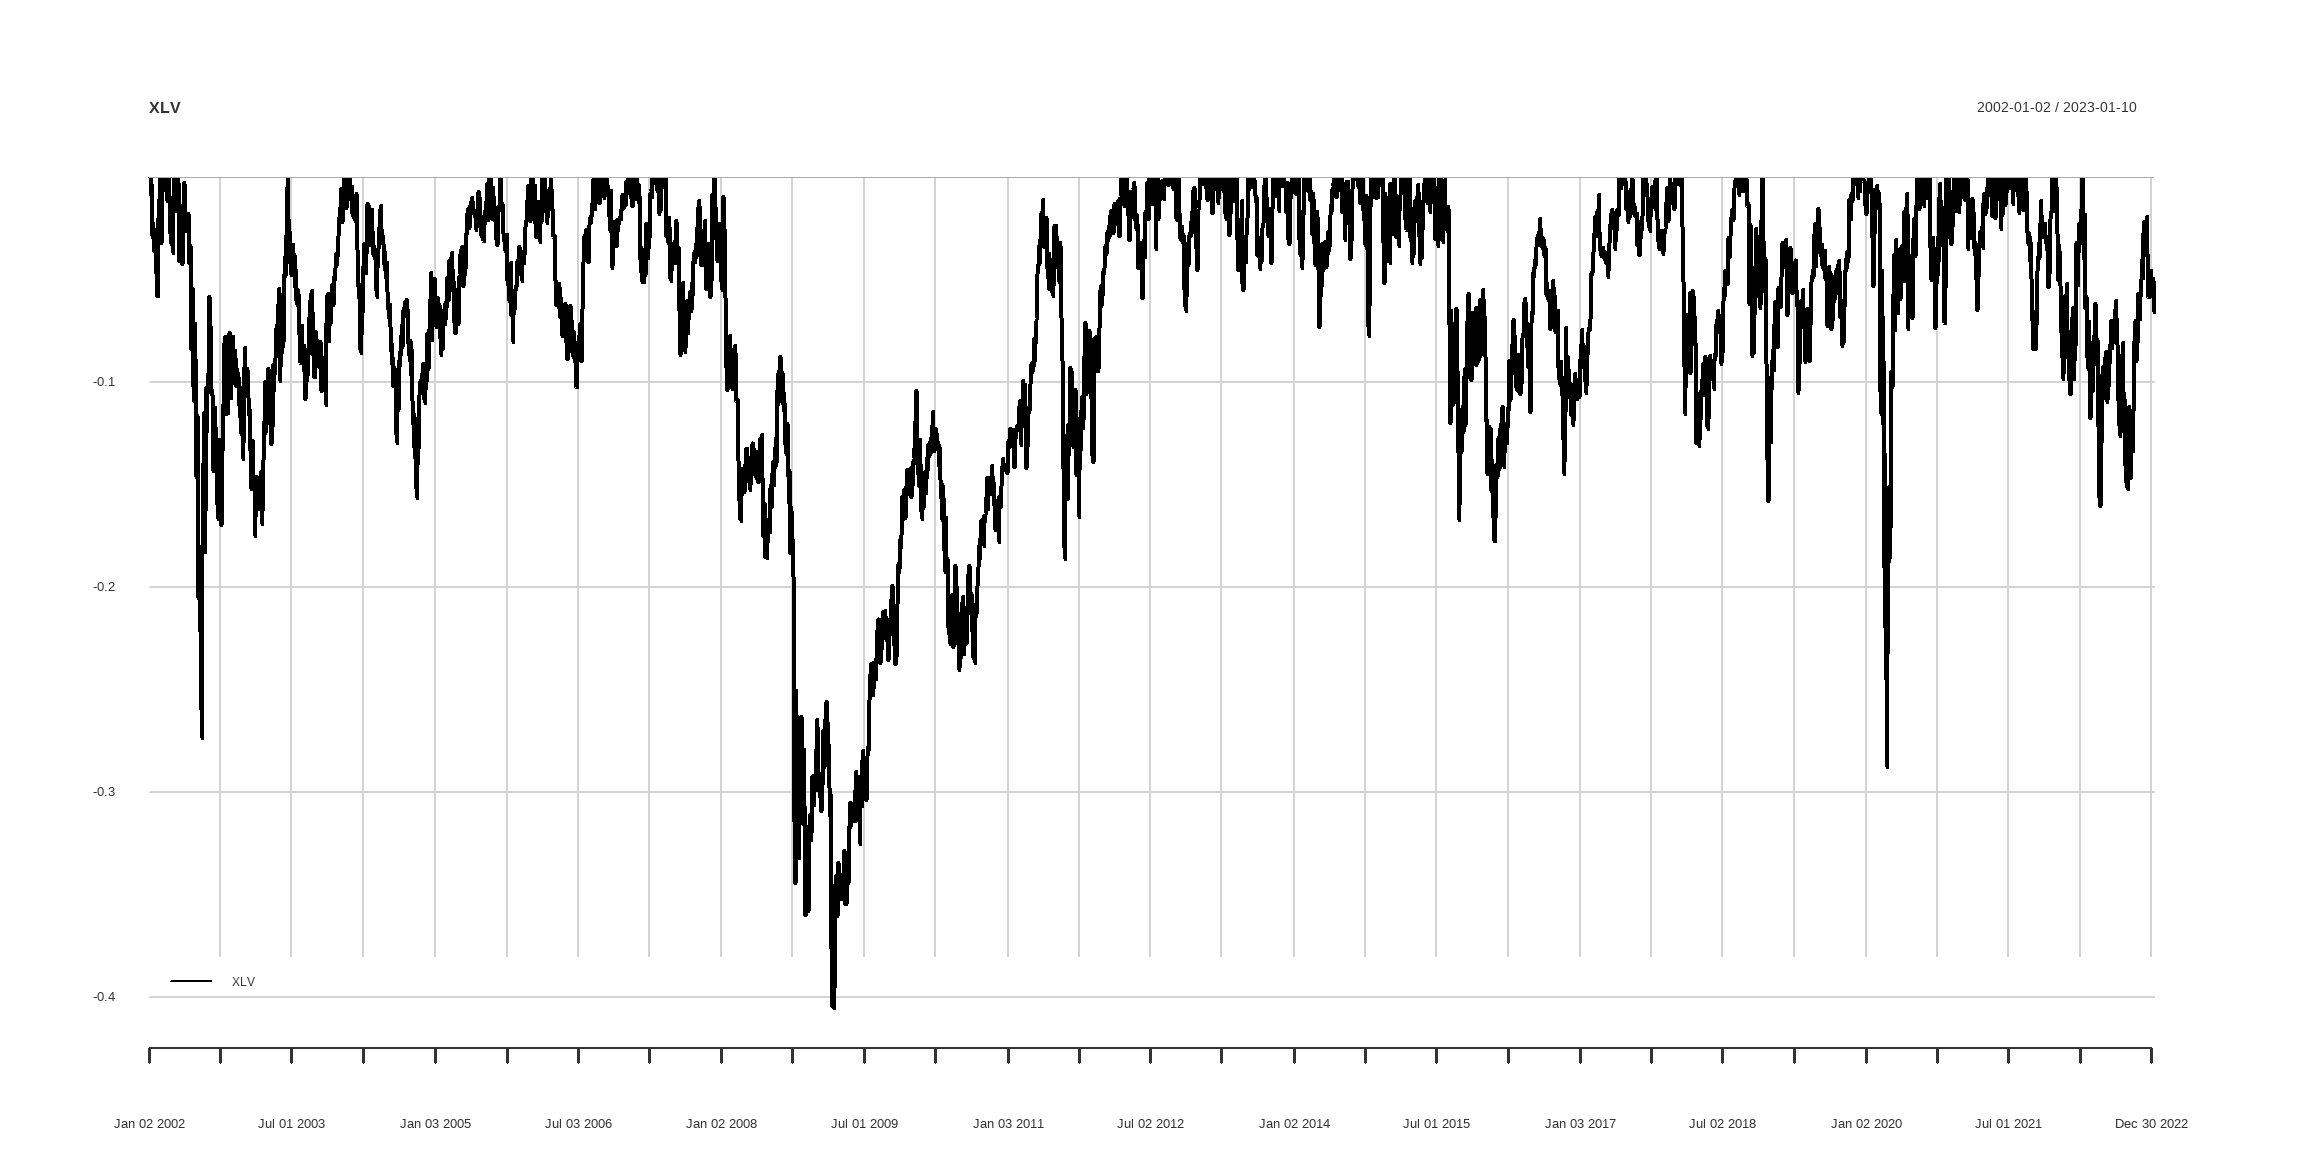 XLV
2002-01-02 / 2023-01-10
-0.1
-0.2
-0.3
XLV
-0.4
Jan 02 2002
Jul 01 2003
Jan 03 2005
Jul 03 2006
Jan 02 2008
Jul 01 2009
Jan 03 2011
Jul 02 2012
Jan 02 2014
Jul 01 2015
Jan 03 2017
Jul 02 2018
Jan 02 2020
Jul 01 2021
Dec 30 2022